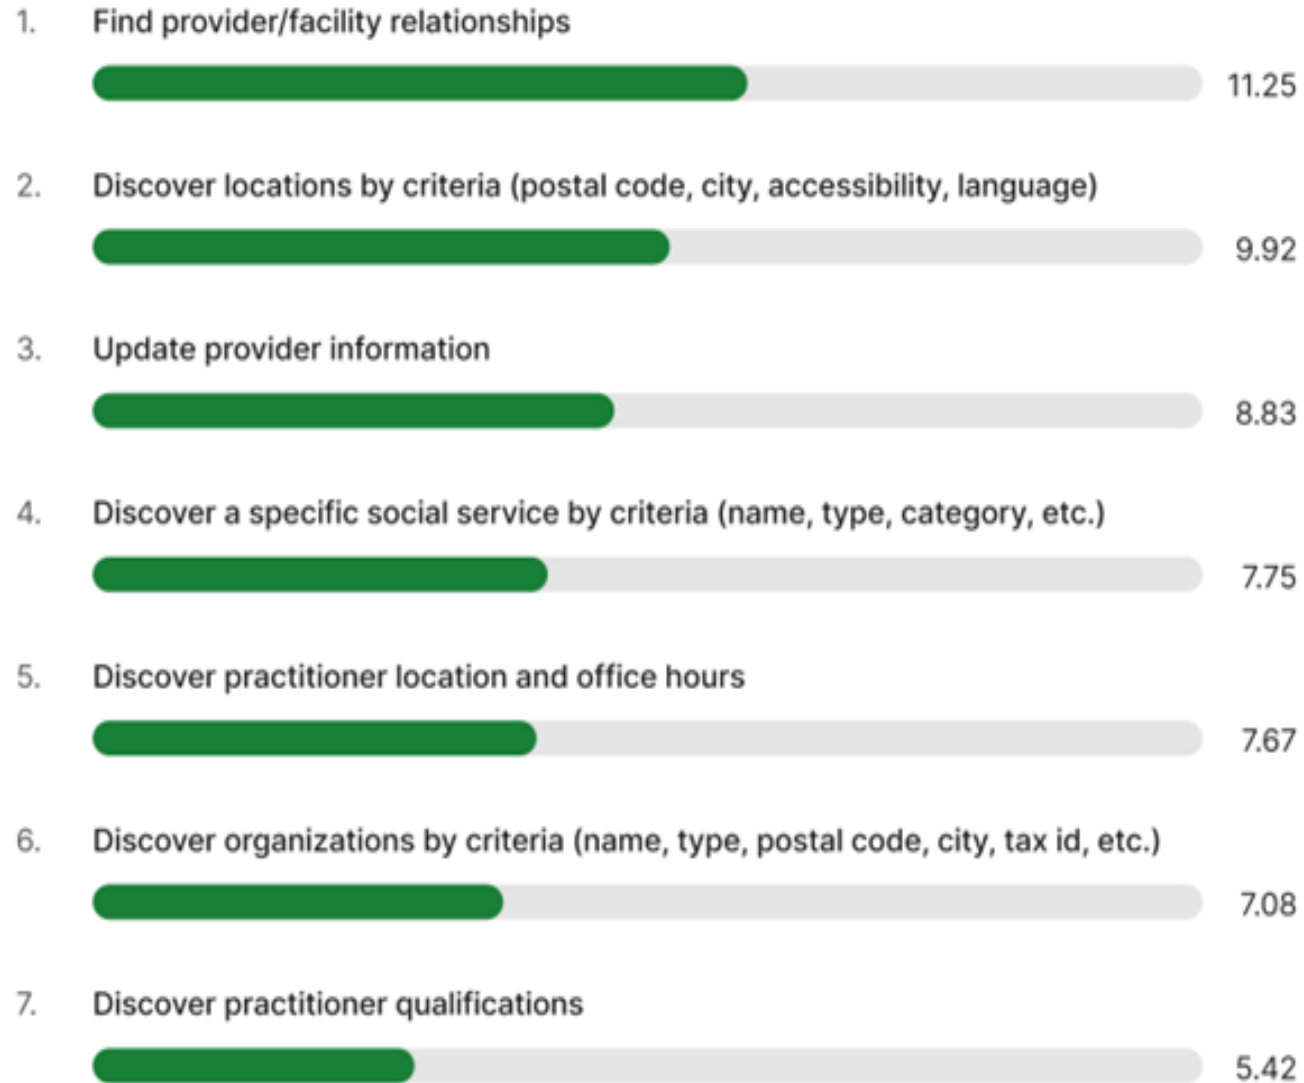 1. Find provider/facility relationships
11.25
2. Discover locations by criteria (postal code, city, accessibility, language)
9.92
3. Update provider information
8.83
4. Discover a specific social service by criteria (name, type, category, etc.)
7.75
5. Discover practitioner location and office hours
7.67
6. Discover organizations by criteria (name, type, postal code, city, tax id, etc.)
7.08
7. Discover practitioner qualifications
5.42